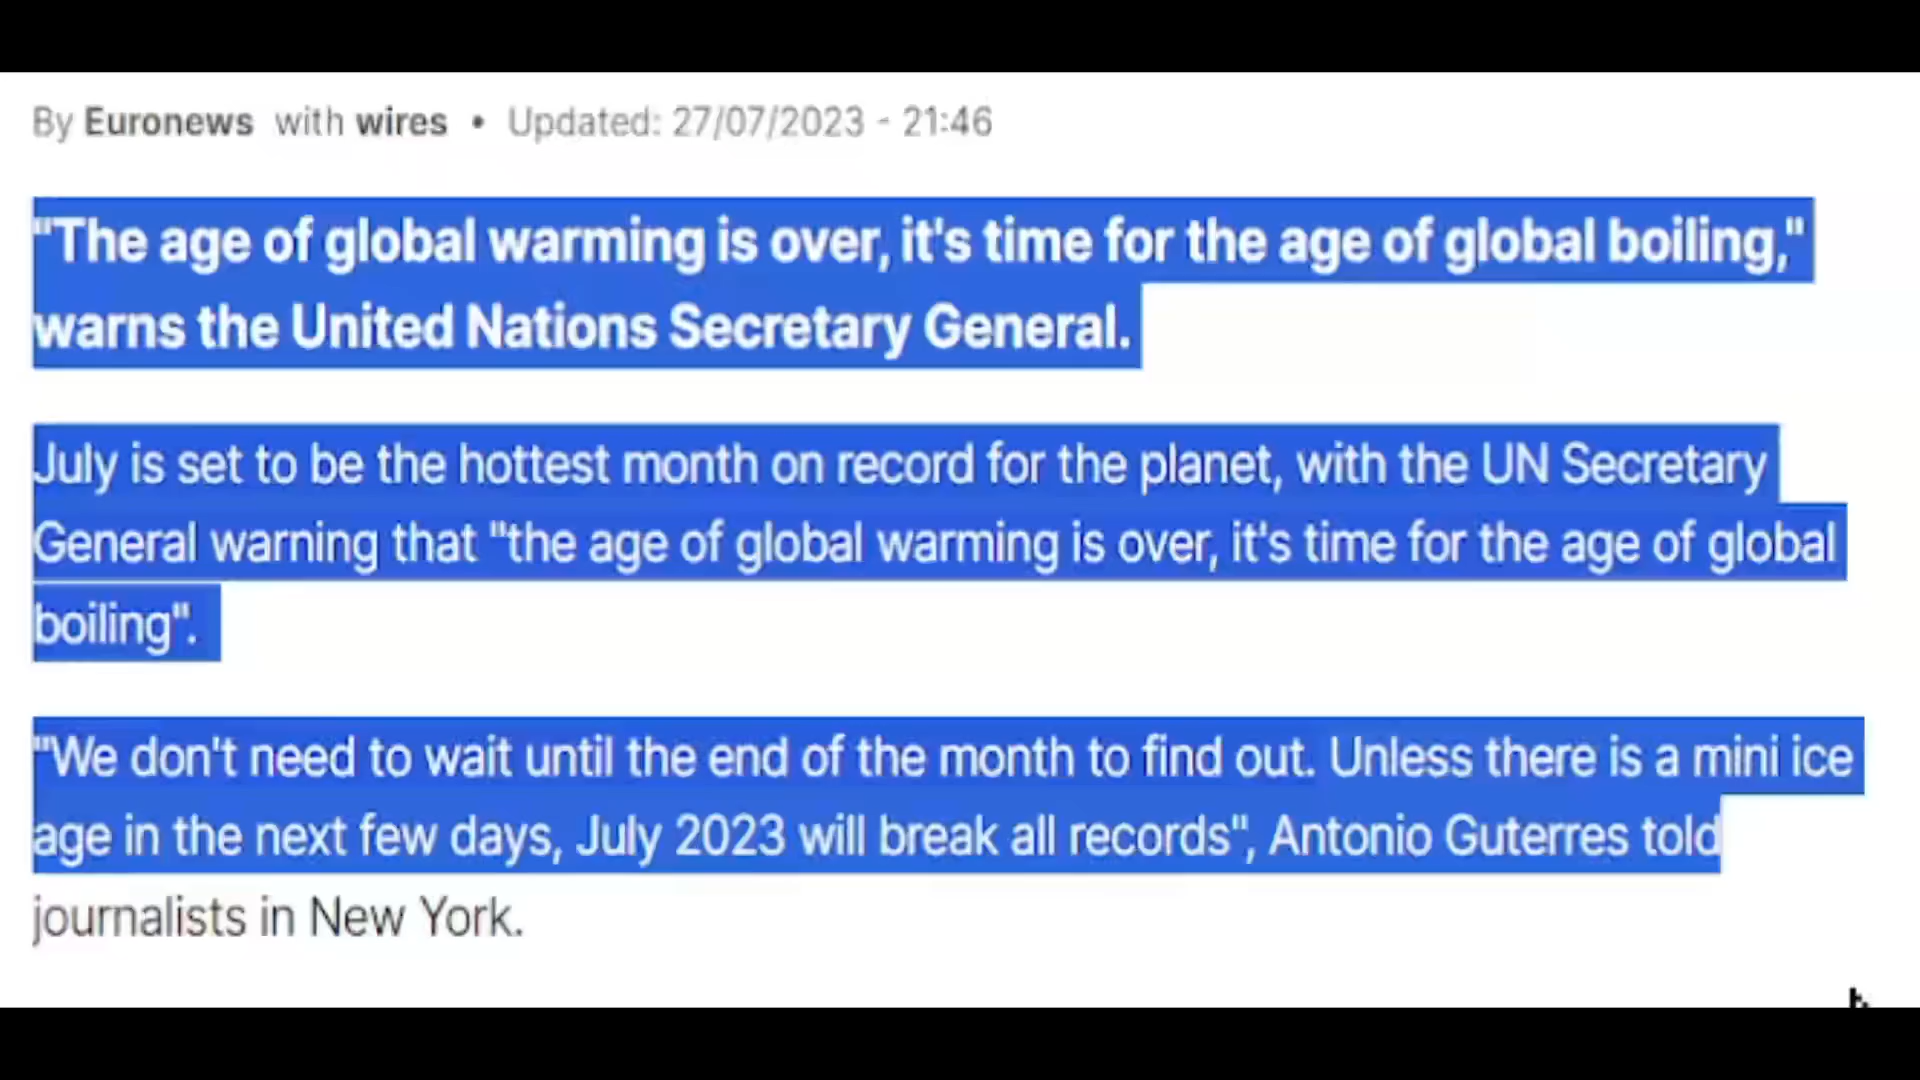 By Euronews with wires • Updated: 27/07/2023 - 21:46
"The age of global warming is over, it's time for the age of global boiling,"
warns the United Nations Secretary General.
July is set to be the hottest month on record for the planet, with the UN Secretary
General warning that "the age of global warming is over, it's time for the age of global
boiling".
"We don't need to wait until the end of the month to find out. Unless there is a mini ice
age in the next few days, July 2023 will break all records", Antonio Guterres told
journalists in New York.